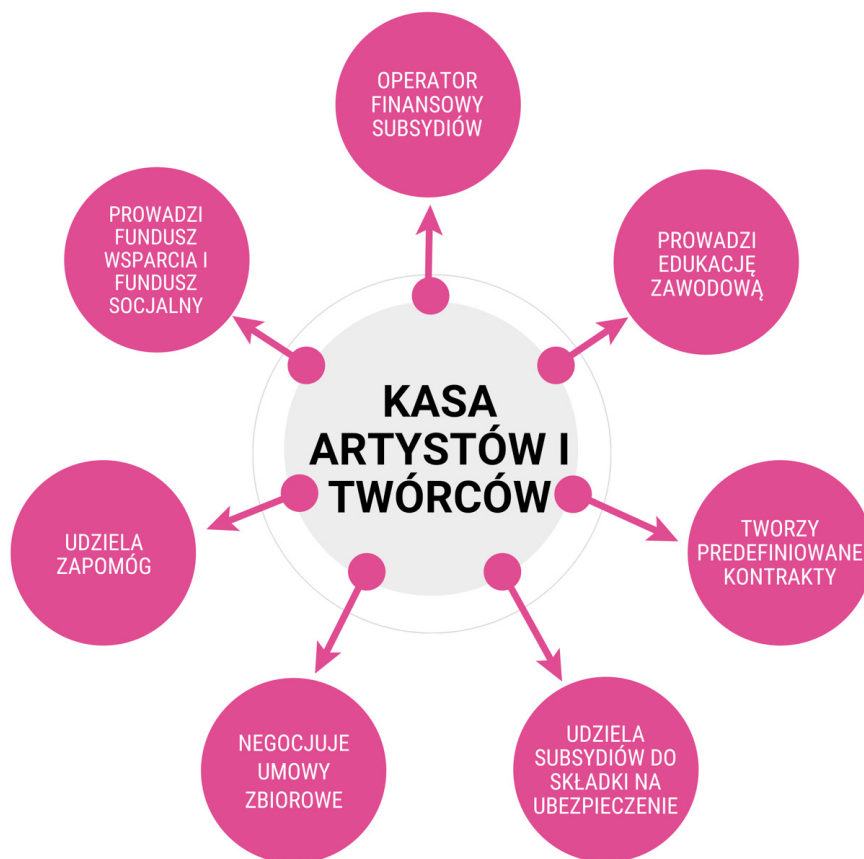 OPERATOR
FINANSOWY
SUBSYDIÓW
PROWADZI
FUNDUSZ
WSPARCIA I
FUNDUSZ
SOCJALNY
PROWADZI
EDUKACJĘ
ZAWODOWĄ
KASA
ARTYSTÓW I
TWÓRCÓW
UDZIELA
ZAPOMÓG
TWORZY
PREDEFINIOWANE
KONTRAKTY
NEGOCJUJE
UMOWY
ZBIOROWE
UDZIELA
SUBSYDIÓW DO
SKŁADKI NA
UBEZPIECZENIE